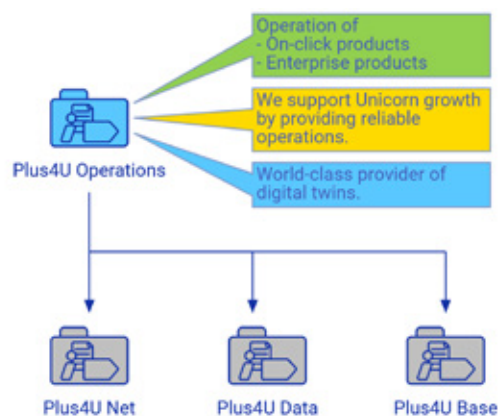 Operation of
- On-click products
- Enterprise products
We support Unicorn growth
by providing reliable
operations.
Plus4U Operations
World-class provider of
digital twins.
Plus4U Net
Plus4U Data
Plus4U Base